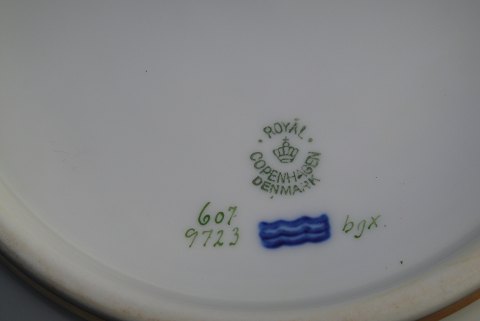 ROYAL
COPENHAGEN
DENMARK
607
9723 bgx.